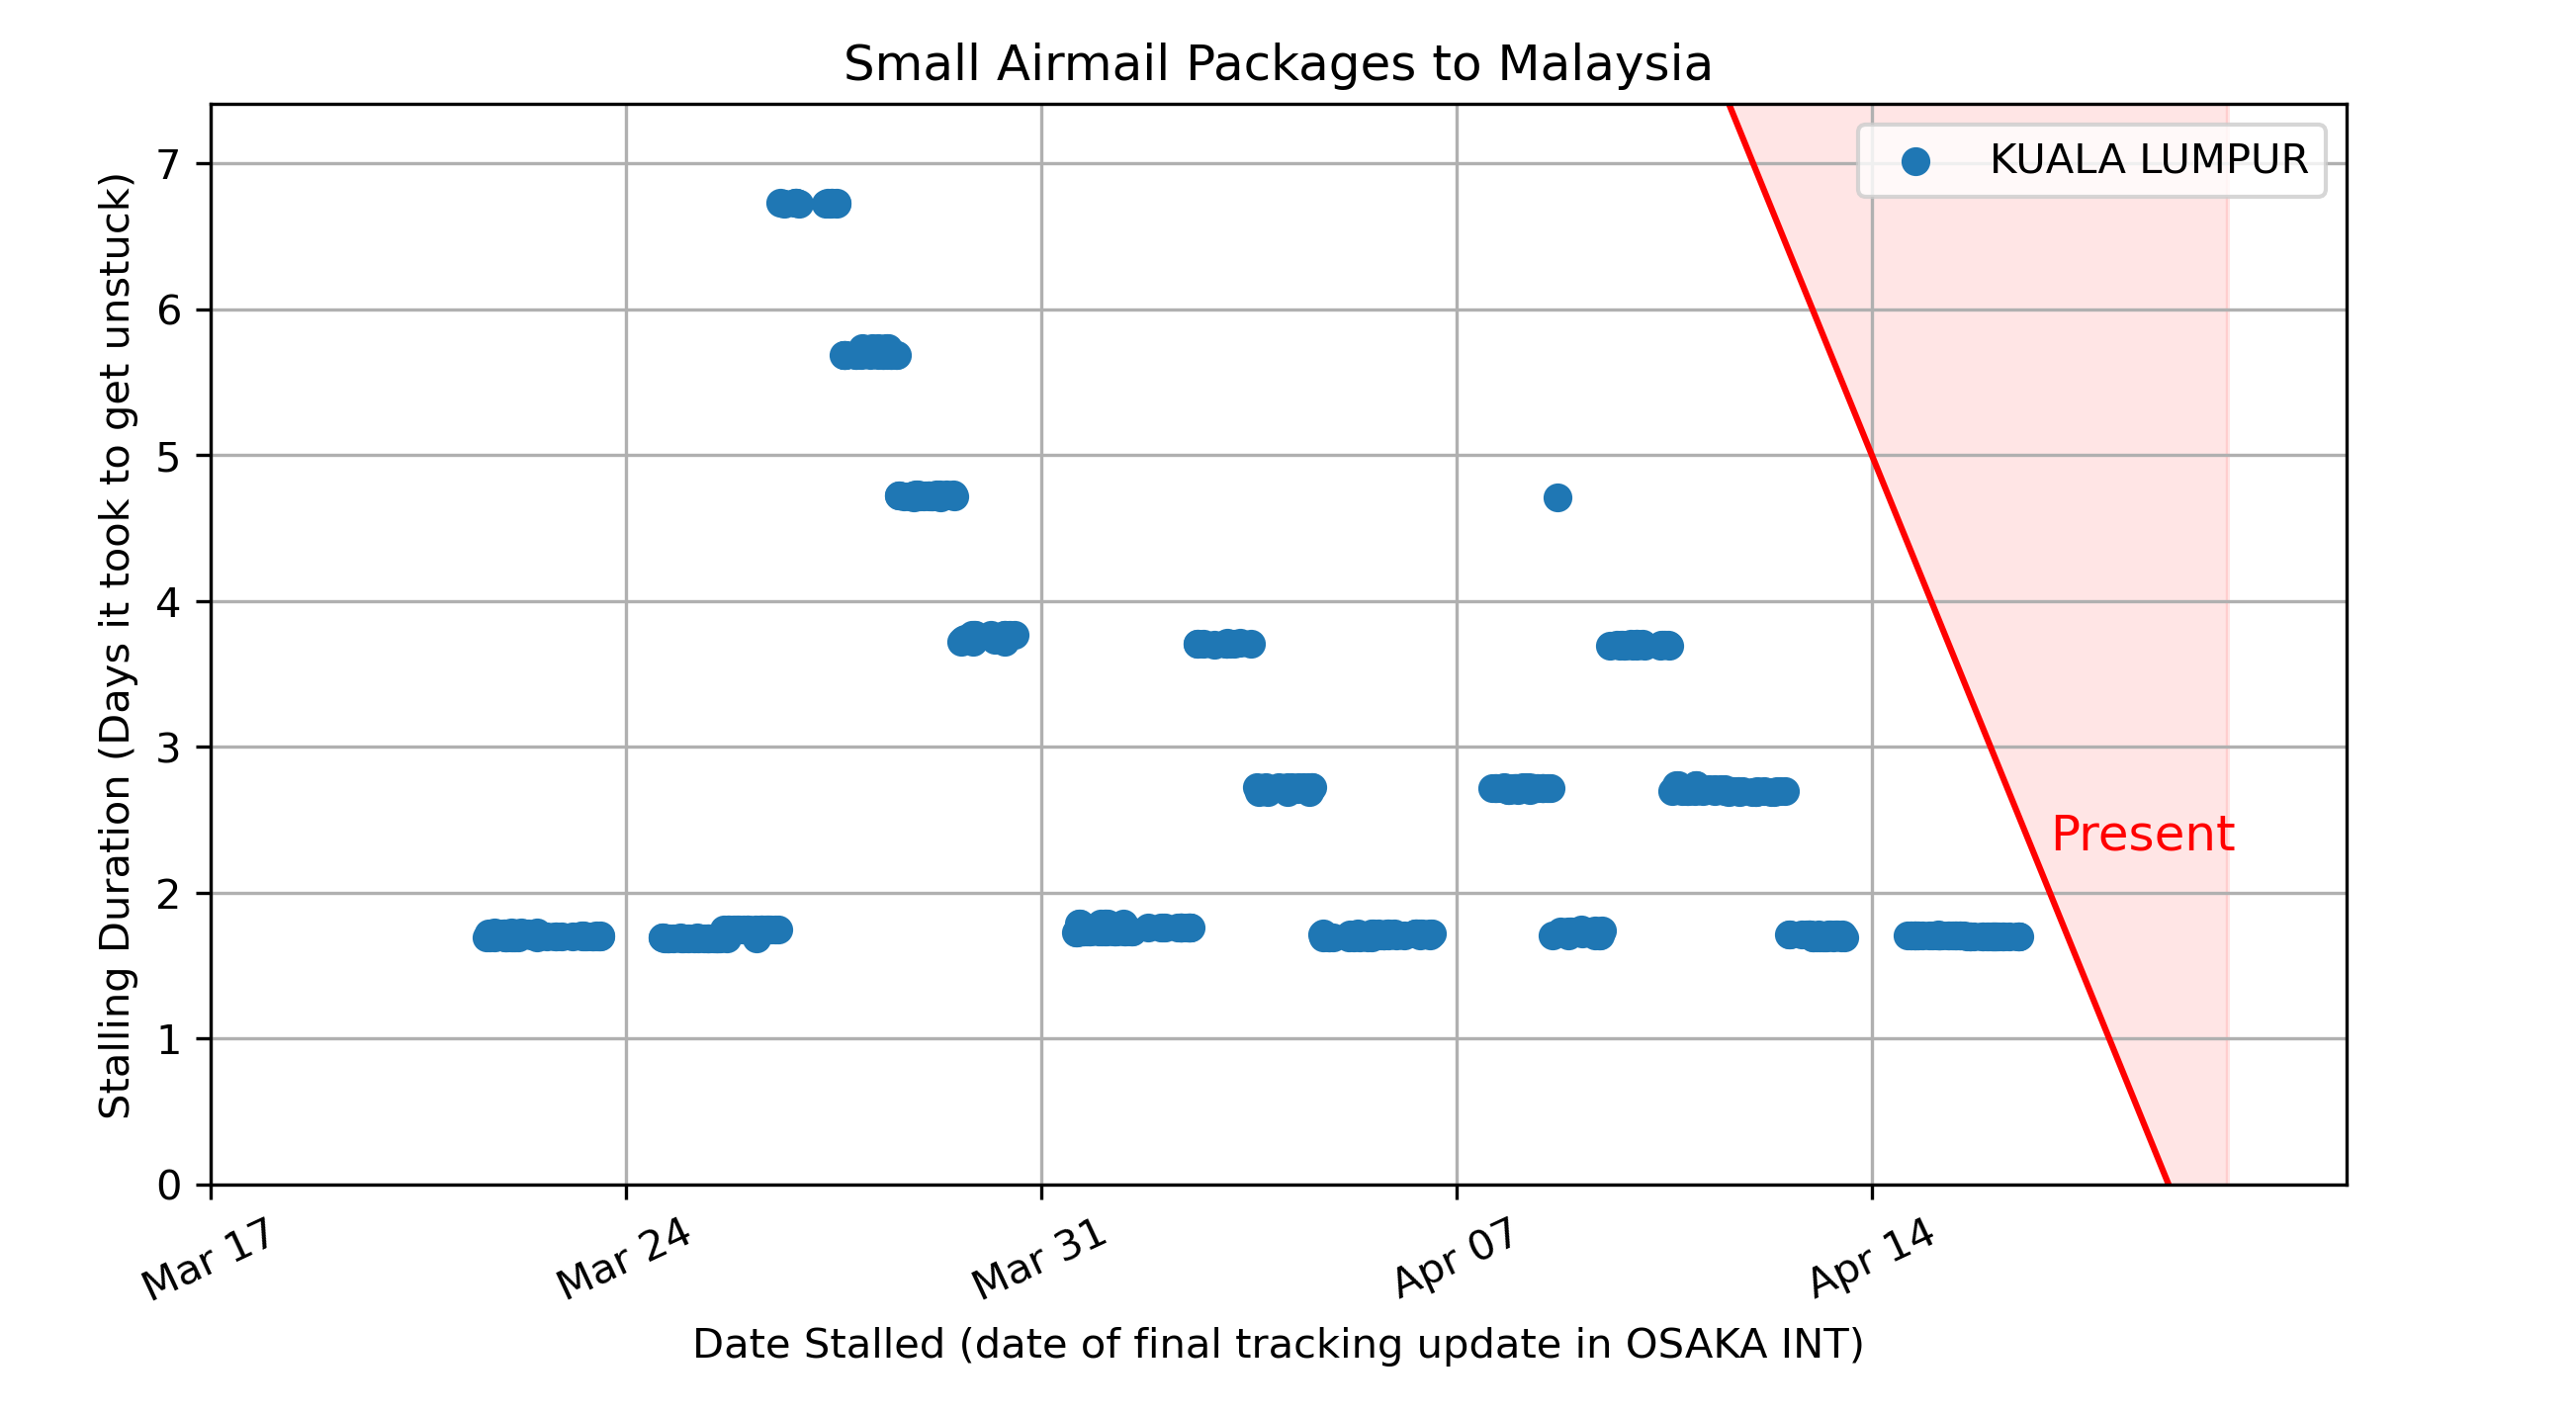 Small Airmail Packages to Malaysia
KUALA LUMPUR
Stalling Duration (Days it took to get unstuck)
7
6
5
4
3
2
1
0
Present
Mar 17
Mar 24
Mar 31
Apr 07
Apr 14
Date Stalled (date of final tracking update in OSAKA INT)